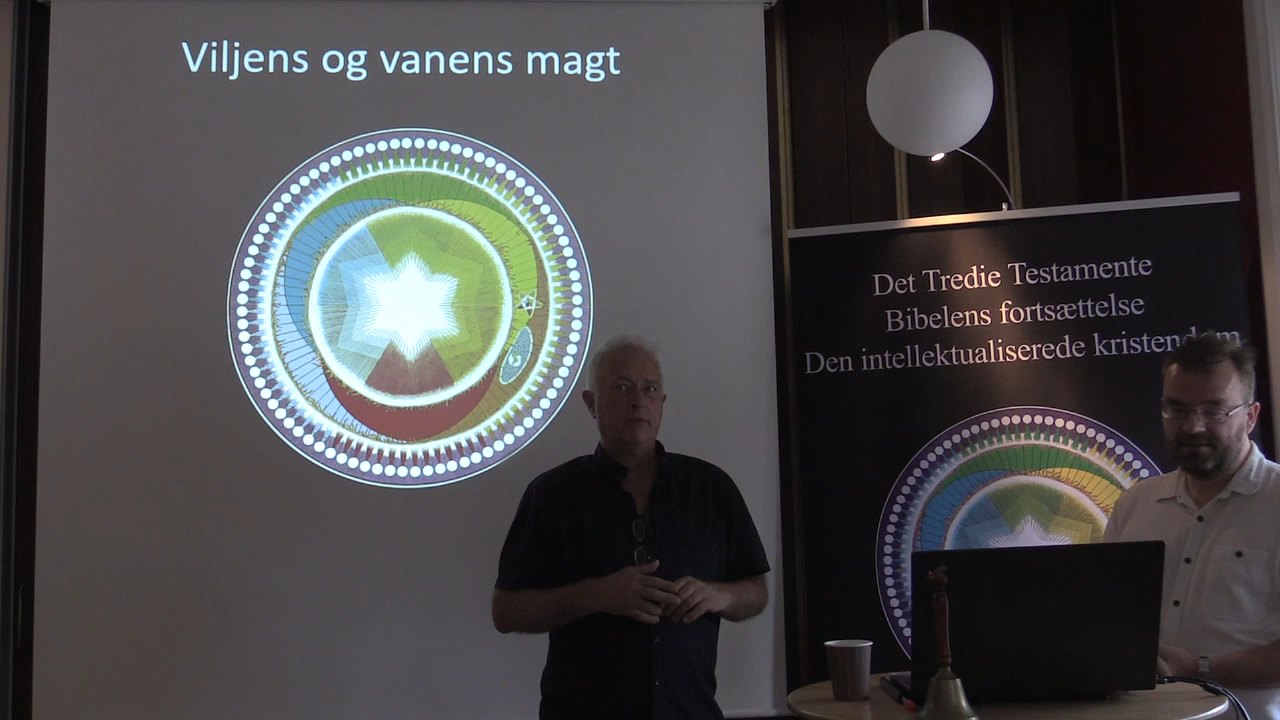 Viljens og vanens magt
Det Tredie Testamente
Bibelens fortsættelse
Den intellektualiserede kristendom